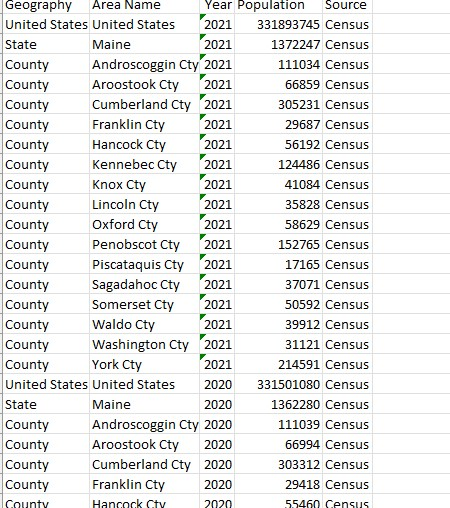 Geography Area Name Year Population Source
United States United States 2021 331893745 Census
State Maine 2021 1372247 Census
County Androscoggin Cty 2021 111034 Census
County Aroostook Cty 2021 66859 Census
County Cumberland Cty 2021 305231 Census
County Franklin Cty 2021 29687 Census
County Hancock Cty 2021 56192 Census
County Kennebec Cty 2021 124486 Census
County Knox Cty 2021 41084 Census
County Lincoln Cty 2021 35828 Census
County Oxford Cty 2021 58629 Census
County Penobscot Cty 2021 152765 Census
County Piscataquis Cty 2021 17165 Census
County Sagadahoc Cty 2021 37071 Census
County Somerset Cty 2021 50592 Census
County Waldo Cty 2021 39912 Census
County Washington Cty 2021 31121 Census
County York Cty 2021 214591 Census
United States United States 2020 331501080 Census
State Maine 2020 1362280 Census
County Androscoggin Cty 2020 111039 Census
County Aroostook Cty 2020 66994 Census
County Cumberland Cty 2020 303312 Census
County Franklin Cty 2020 29418 Census
County Hancock Cty 2020 55460 Census